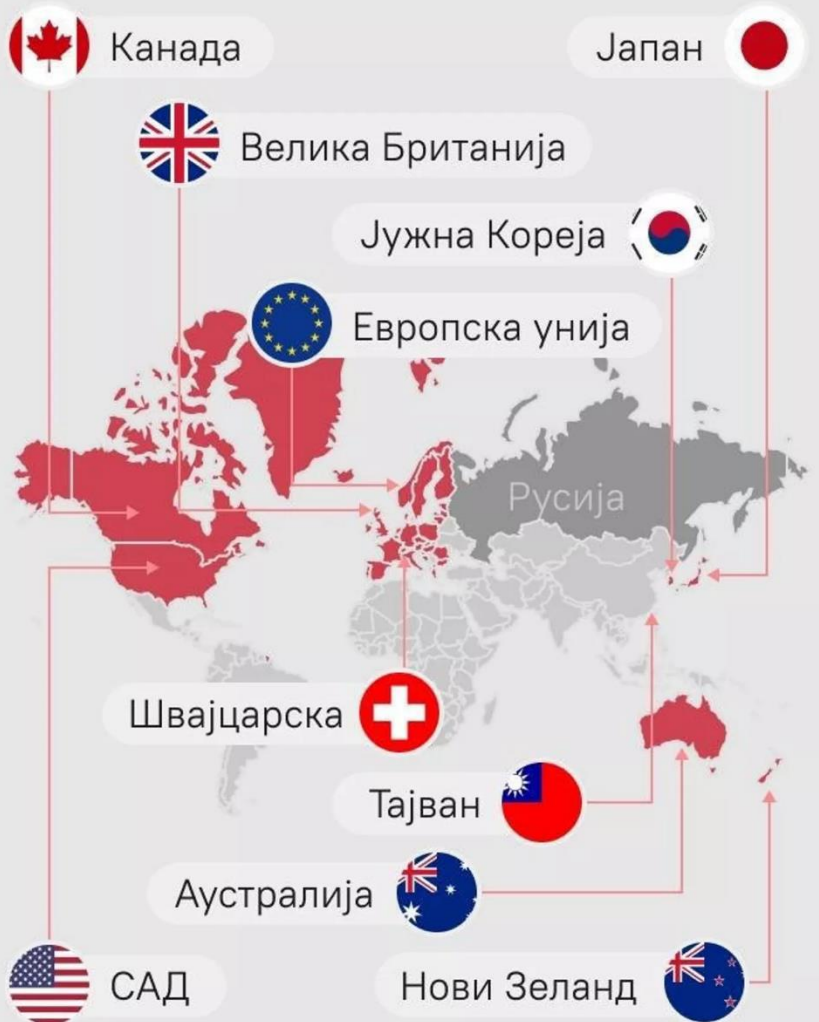 Канада
Јапан
Велика Британија
Јужна Кореја
Европска унија
Русија
Швајцарска
Тајван
Аустралија
САД
Нови Зеланд